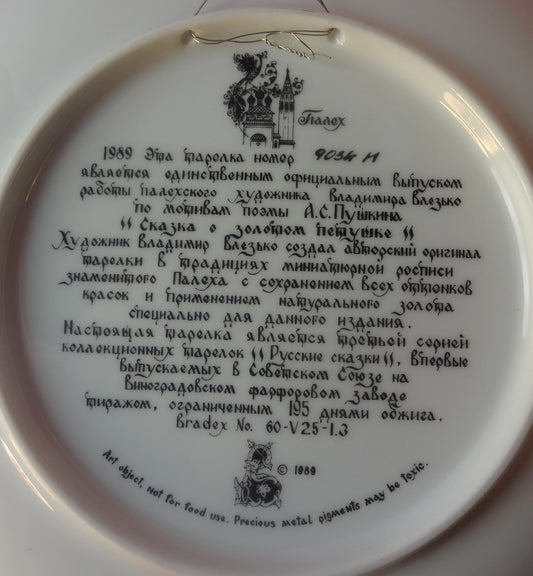 Палех
1989 Эта тарелка номер 9054 М
является единственным официальным выпуском
работы палехского художника Владимира Влезько
по мотивам поэмы А.С.Пушкина
"Сказка о золотом петушке"
Художник Владимир Влезько создал авторский оригинал
тарелки в традициях миниатюрной росписи
знаменитого Палеха с сохранением всех оттенков
красок и применением натурального золота
специально для данного издания.
Настоящая тарелка является третьей серией
коллекционных тарелок "Русские сказки", впервые
выпускаемых в Советском Союзе на
Виноградовском фарфоровом заводе
тиражом, ограниченным 195 днями обжига.
Bradex No. 60-V25-1.3
© 1989
Art object, not for food use. Precious metal pigments may be toxic.